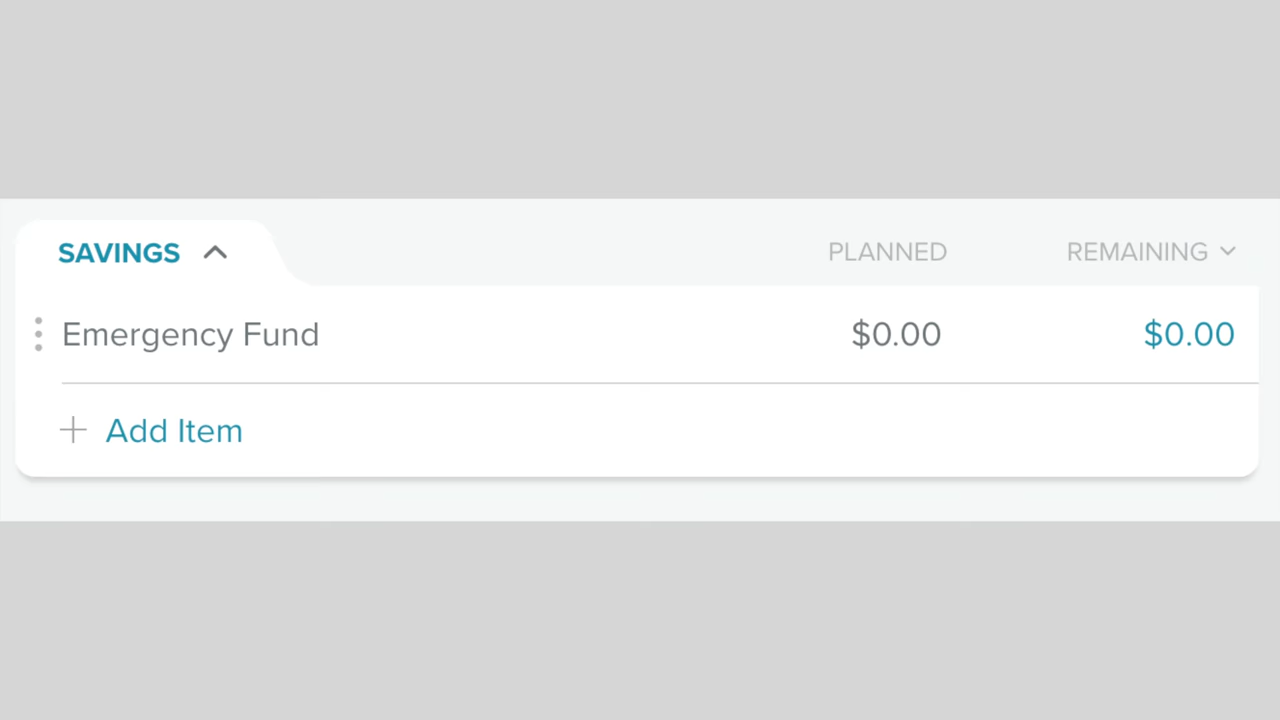 SAVINGS PLANNED REMAINING
Emergency Fund $0.00 $0.00
+ Add Item